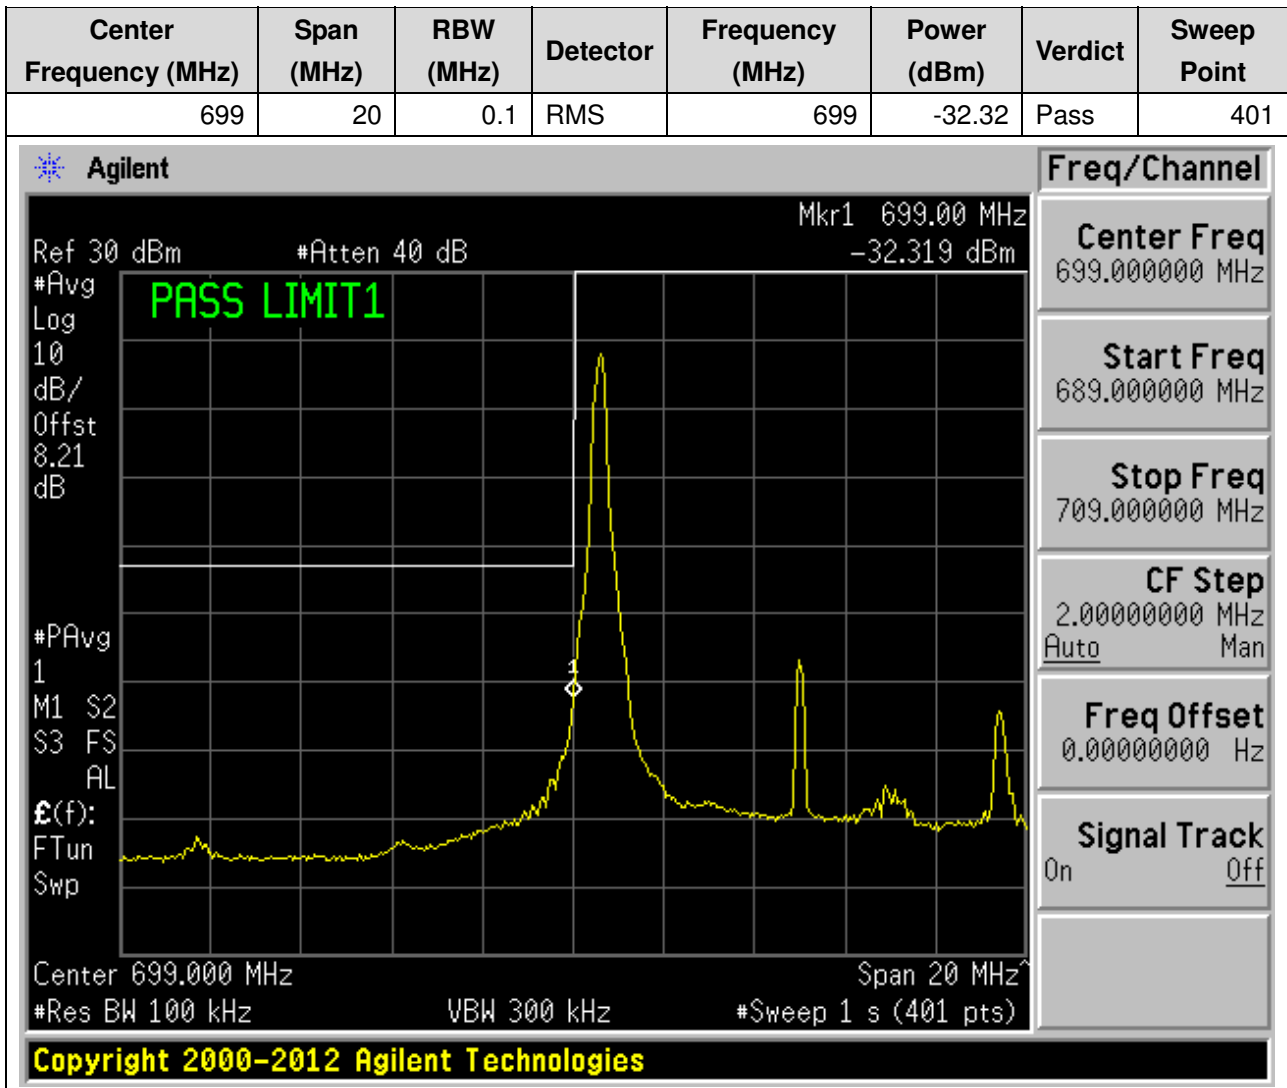 Center Frequency (MHz) Span (MHz) RBW (MHz) Detector Frequency (MHz) Power (dBm) Verdict Sweep Point
699 20 0.1 RMS 699 -32.32 Pass 401
Agilent
Freq/Channel
Mkr1 699.00 MHz
Ref 30 dBm #Atten 40 dB -32.319 dBm
#Avg
Log
10
dB/
Offst
8.21
dB
PASS LIMIT1
#PAvg
1
M1 S2
S3 FS
AL
£(f):
FTun
Swp
1
Center 699.000 MHz Span 20 MHz^
#Res BW 100 kHz VBW 300 kHz #Sweep 1 s (401 pts)
Center Freq
699.000000 MHz
Start Freq
689.000000 MHz
Stop Freq
709.000000 MHz
CF Step
2.00000000 MHz
Auto Man
Freq Offset
0.00000000 Hz
Signal Track
On Off
Copyright 2000-2012 Agilent Technologies